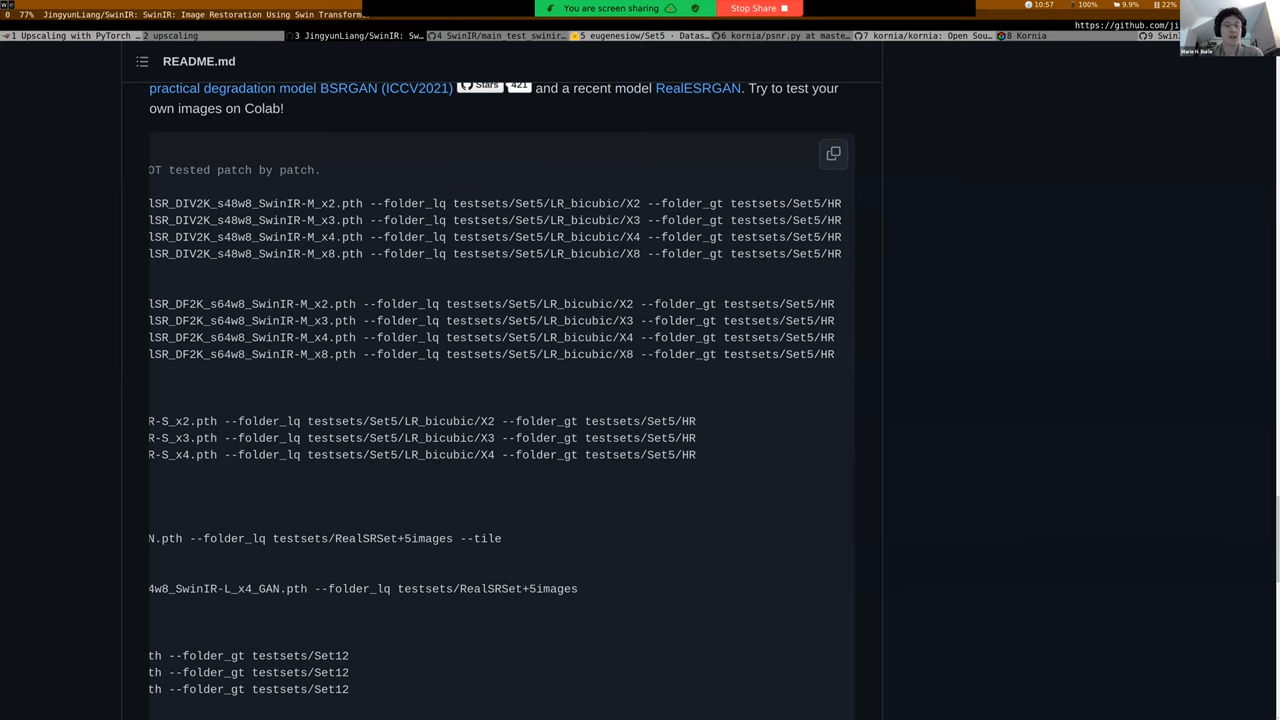 0 77% JingyunLiang/SwinIR: SwinIR: Image Restoration Using Swin Transform
You are screen sharing
Stop Share
10:57 100% 9.9% 22%
https://github.com/ji
1 Upscaling with PyTorch 2 upscaling 3 JingyunLiang/SwinIR: Sw… 4 SwinIR/main_test_swinir… 5 eugenesiow/Set5 · Datas… 6 kornia/psnr.py at maste… 7 kornia/kornia: Open Sou… 8 Kornia 9 Swin
Marie H. Burle
README.md
practical degradation model BSRGAN (ICCV2021) Stars 421 and a recent model RealESRGAN. Try to test your
own images on Colab!
OT tested patch by patch.
lSR_DIV2K_s48w8_SwinIR-M_x2.pth --folder_lq testsets/Set5/LR_bicubic/X2 --folder_gt testsets/Set5/HR
lSR_DIV2K_s48w8_SwinIR-M_x3.pth --folder_lq testsets/Set5/LR_bicubic/X3 --folder_gt testsets/Set5/HR
lSR_DIV2K_s48w8_SwinIR-M_x4.pth --folder_lq testsets/Set5/LR_bicubic/X4 --folder_gt testsets/Set5/HR
lSR_DIV2K_s48w8_SwinIR-M_x8.pth --folder_lq testsets/Set5/LR_bicubic/X8 --folder_gt testsets/Set5/HR
lSR_DF2K_s64w8_SwinIR-M_x2.pth --folder_lq testsets/Set5/LR_bicubic/X2 --folder_gt testsets/Set5/HR
lSR_DF2K_s64w8_SwinIR-M_x3.pth --folder_lq testsets/Set5/LR_bicubic/X3 --folder_gt testsets/Set5/HR
lSR_DF2K_s64w8_SwinIR-M_x4.pth --folder_lq testsets/Set5/LR_bicubic/X4 --folder_gt testsets/Set5/HR
lSR_DF2K_s64w8_SwinIR-M_x8.pth --folder_lq testsets/Set5/LR_bicubic/X8 --folder_gt testsets/Set5/HR
R-S_x2.pth --folder_lq testsets/Set5/LR_bicubic/X2 --folder_gt testsets/Set5/HR
R-S_x3.pth --folder_lq testsets/Set5/LR_bicubic/X3 --folder_gt testsets/Set5/HR
R-S_x4.pth --folder_lq testsets/Set5/LR_bicubic/X4 --folder_gt testsets/Set5/HR
N.pth --folder_lq testsets/RealSRSet+5images --tile
4w8_SwinIR-L_x4_GAN.pth --folder_lq testsets/RealSRSet+5images
th --folder_gt testsets/Set12
th --folder_gt testsets/Set12
th --folder_gt testsets/Set12